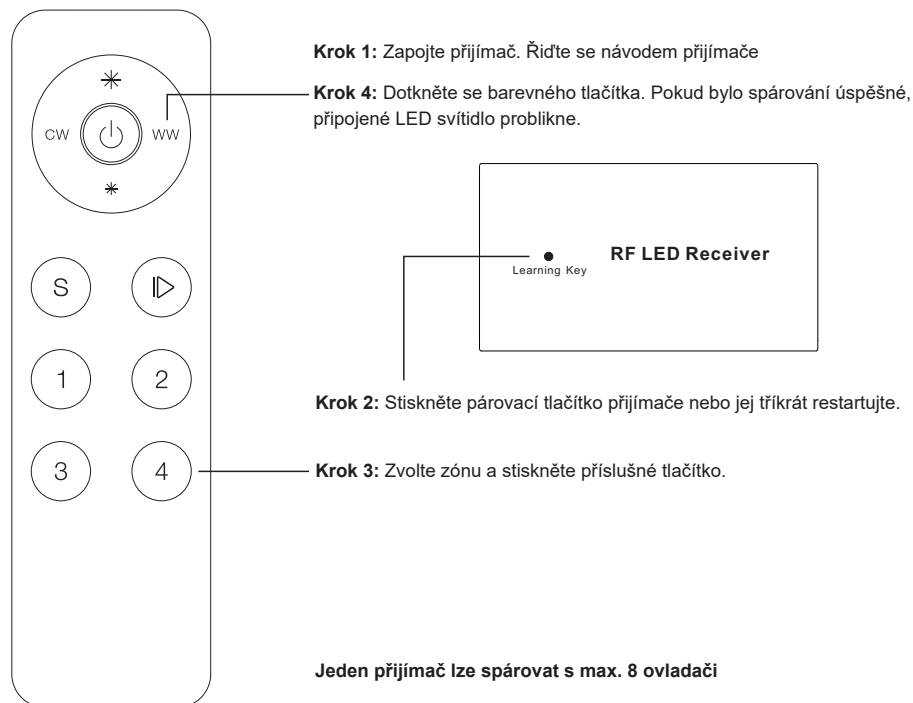 Krok 1: Zapojte přijímač. Řiďte se návodem přijímače
Krok 4: Dotkněte se barevného tlačítka. Pokud bylo spárování úspěšné,
připojené LED svítidlo problikne.
CW
WW
RF LED Receiver
Learning Key
S
1
2
Krok 2: Stiskněte párovací tlačítko přijímače nebo jej tříkrát restartujte.
3
4
Krok 3: Zvolte zónu a stiskněte příslušné tlačítko.
Jeden přijímač lze spárovat s max. 8 ovladači